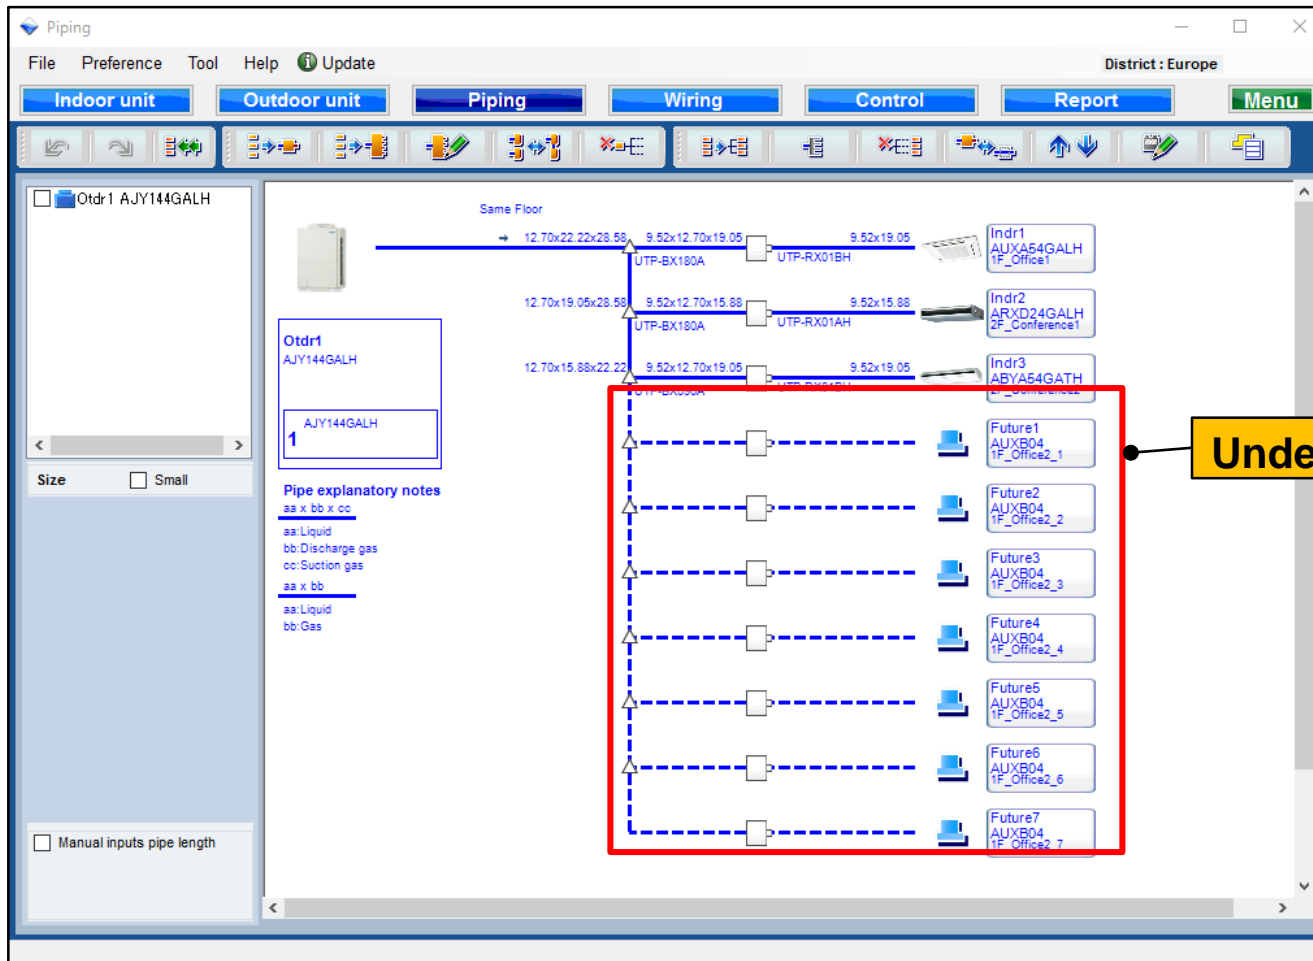 Piping
File Preference Tool Help Update
District : Europe
Indoor unit Outdoor unit Piping Wiring Control Report Menu
Otdr1 AJY144GALH
Size Small
Manual inputs pipe length
Same Floor
12.70x22.22x28.58 9.52x12.70x19.05 9.52x19.05
UTP-BX180A UTP-RX01BH
Indr1
AUXA54GALH
1F_Office1
12.70x19.05x28.58 9.52x12.70x15.88 9.52x15.88
UTP-BX180A UTP-RX01AH
Indr2
ARXD24GALH
2F_Conference1
12.70x15.88x22.22 9.52x12.70x19.05 9.52x19.05
Indr3
ABYA54GATH
2F_Conference2
Otdr1
AJY144GALH
AJY144GALH
1
Pipe explanatory notes
aa x bb x cc
aa:Liquid
bb:Discharge gas
cc:Suction gas
aa x bb
aa:Liquid
bb:Gas
Future1
AUXB04
1F_Office2_1
Future2
AUXB04
1F_Office2_2
Future3
AUXB04
1F_Office2_3
Future4
AUXB04
1F_Office2_4
Future5
AUXB04
1F_Office2_5
Future6
AUXB04
1F_Office2_6
Future7
AUXB04
1F_Office2_7
Unde